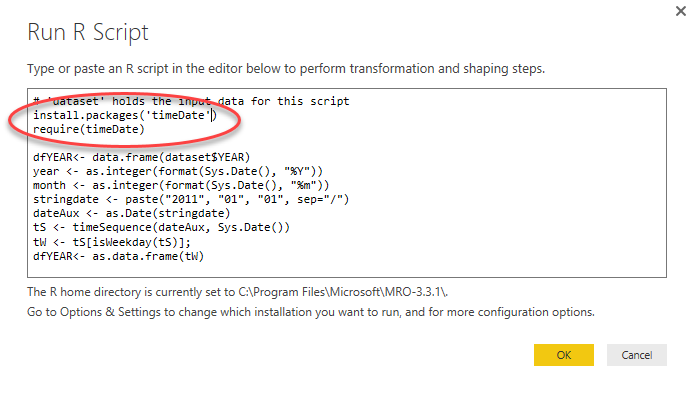 Run R Script
Type or paste an R script in the editor below to perform transformation and shaping steps.
# 'dataset' holds the input data for this script
install.packages('timeDate')
require(timeDate)
dfYEAR<- data.frame(dataset$YEAR)
year <- as.integer(format(Sys.Date(), "%Y"))
month <- as.integer(format(Sys.Date(), "%m"))
stringdate <- paste("2011", "01", "01", sep="/")
dateAux <- as.Date(stringdate)
tS <- timeSequence(dateAux, Sys.Date())
tW <- tS[isWeekday(tS)];
dfYEAR<- as.data.frame(tW)
The R home directory is currently set to C:\Program Files\Microsoft\MRO-3.3.1\.
Go to Options & Settings to change which installation you want to run, and for more configuration options.
OK
Cancel